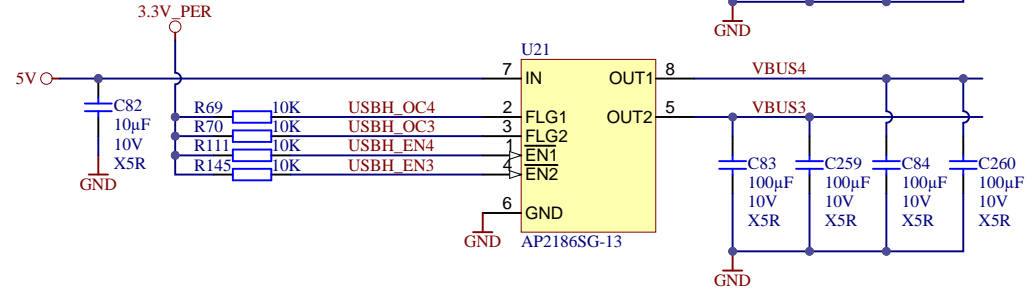 GND
3.3V_PER
5V
C82
10µF
10V
X5R
GND
R69 10K USBH_OC4
R70 10K USBH_OC3
R111 10K USBH_EN4
R145 10K USBH_EN3
U21
7 IN OUT1 8 VBUS4
2 FLG1 OUT2 5 VBUS3
3 FLG2
1 EN1
4 EN2
6 GND
GND
AP2186SG-13
C83
100µF
10V
X5R
C259
100µF
10V
X5R
C84
100µF
10V
X5R
C260
100µF
10V
X5R
GND